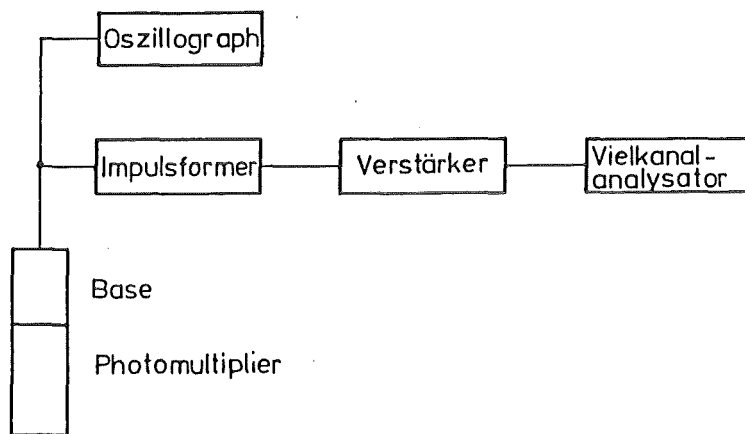 Oszillograph
Impulsformer
Verstärker
Vielkanal-
analysator
Base
Photomultiplier